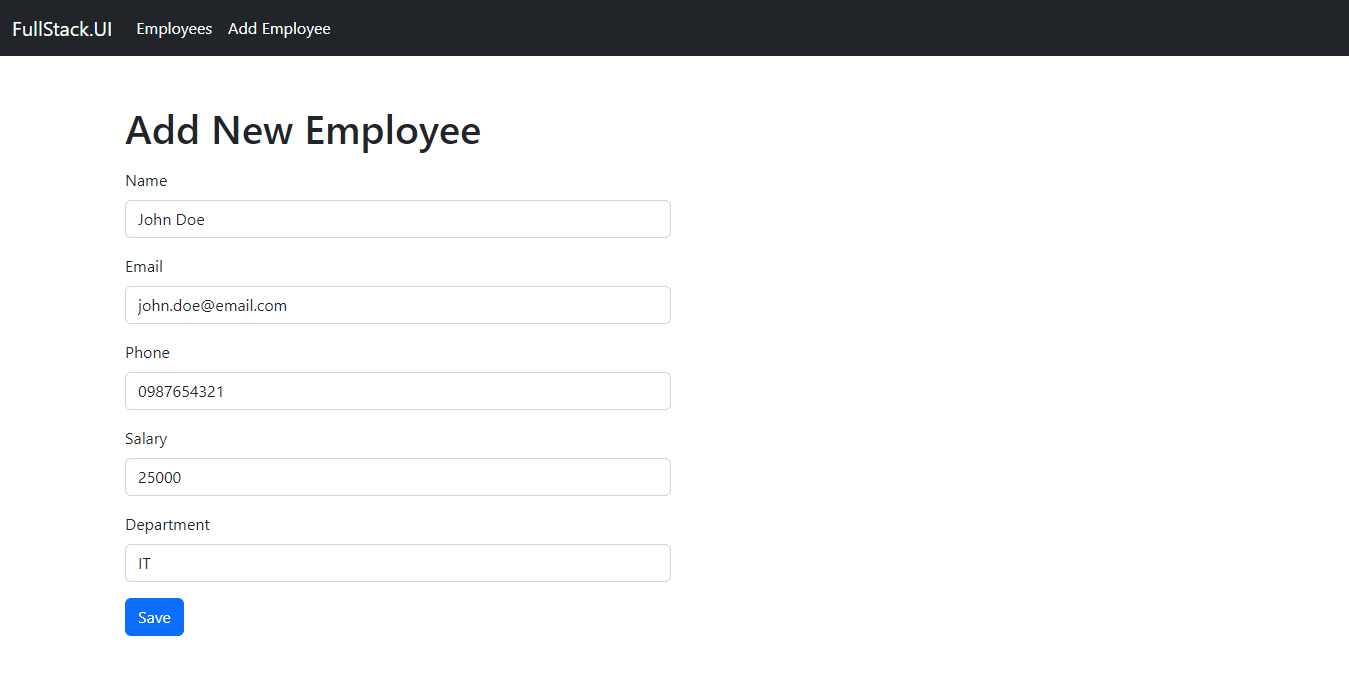 FullStack.UI Employees Add Employee
Add New Employee
Name
John Doe
Email
john.doe@email.com
Phone
0987654321
Salary
25000
Department
IT
Save